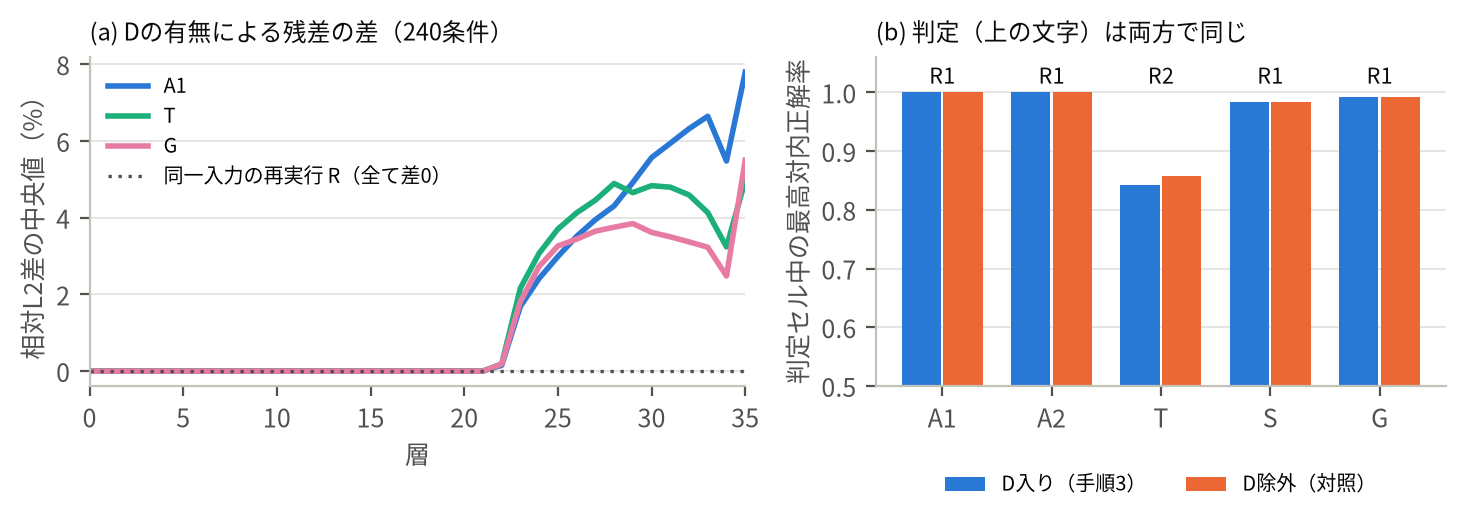 (a) Dの有無による残差の差（240条件）
相対L2差の中央値（%）
8
6
4
2
0
A1
T
G
同一入力の再実行 R（全て差0）
0 5 10 15 20 25 30 35
層
(b) 判定（上の文字）は両方で同じ
判定セル中の最高対内正解率
1.0
0.9
0.8
0.7
0.6
0.5
R1 R1 R2 R1 R1
A1 A2 T S G
D入り（手順3） D除外（対照）